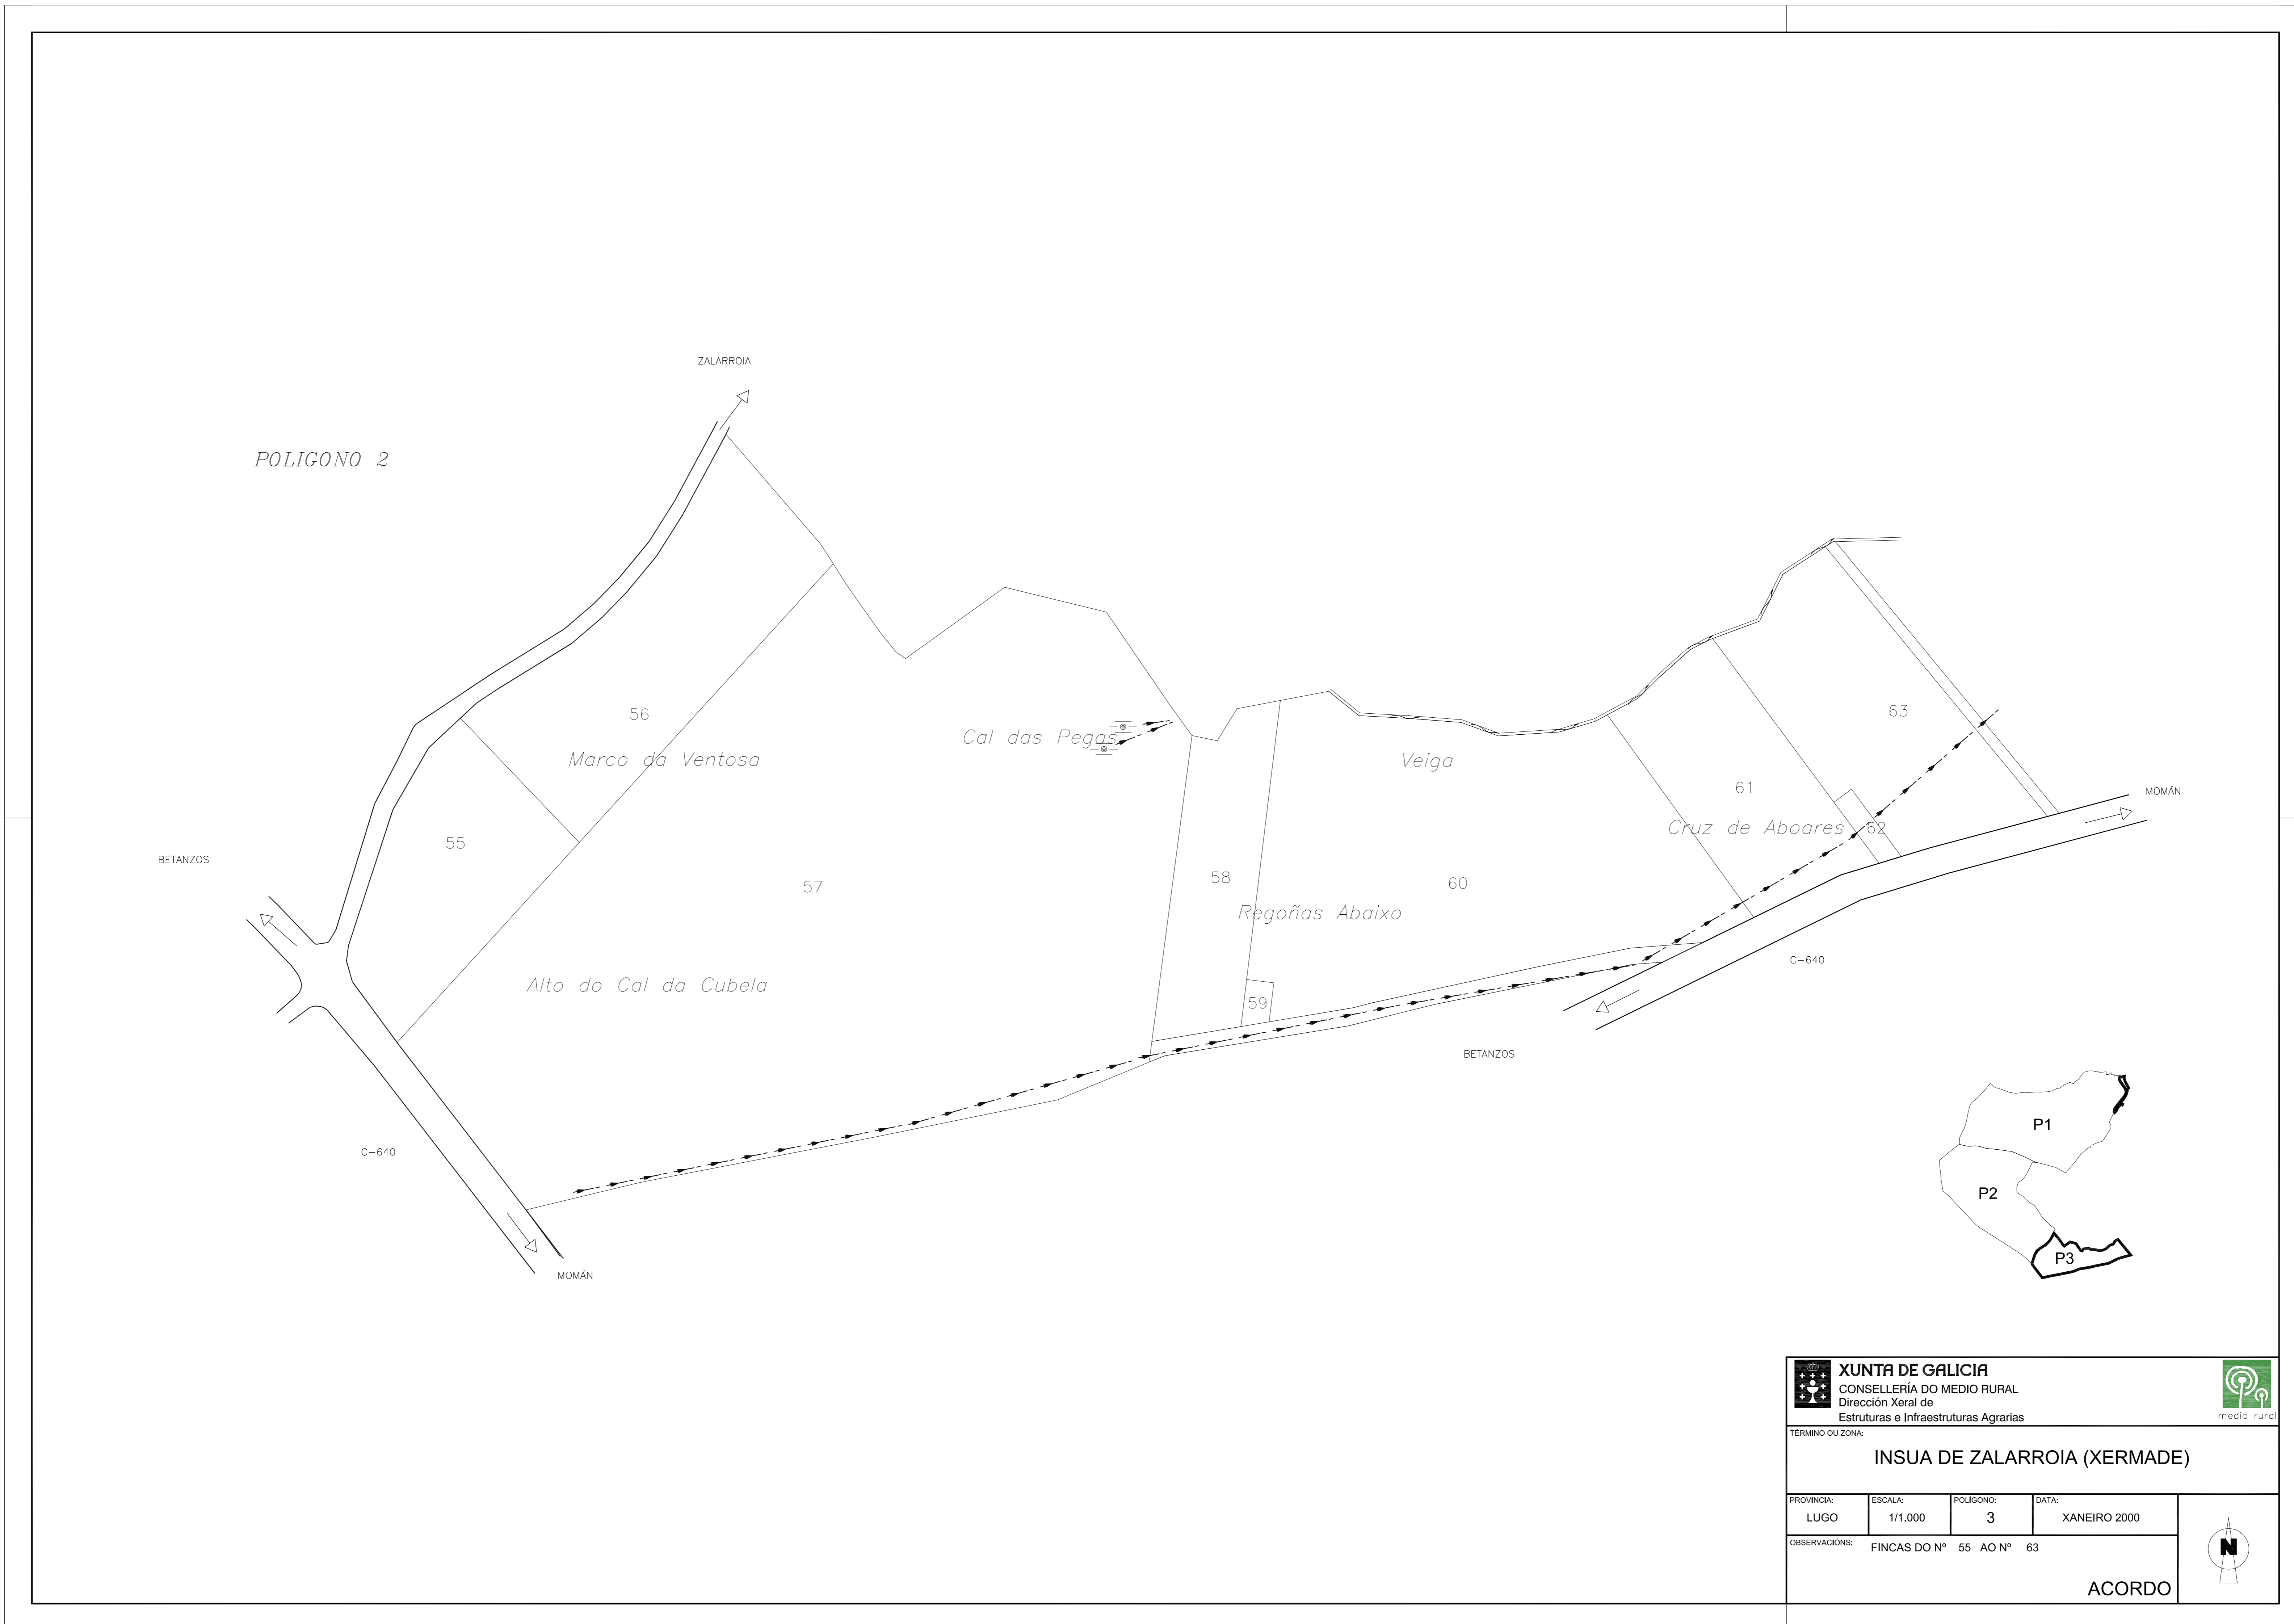 ZALARROIA
POLIGONO 2
56
Marco da Ventosa
Cal das Pegas
Veiga
63
61
MOMÁN
Cruz de Aboares
62
55
BETANZOS
57
58
60
Regoñas Abaixo
Alto do Cal da Cubela
59
C-640
BETANZOS
C-640
MOMÁN
P1
P2
P3
XUNTA DE GALICIA
CONSELLERÍA DO MEDIO RURAL
Dirección Xeral de
Estruturas e Infraestruturas Agrarias
medio rural
TÉRMINO OU ZONA:
INSUA DE ZALARROIA (XERMADE)
PROVINCIA:
LUGO
ESCALA:
1/1.000
POLÍGONO:
3
DATA:
XANEIRO 2000
OBSERVACIÓNS:
FINCAS DO Nº 55 AO Nº 63
ACORDO
N